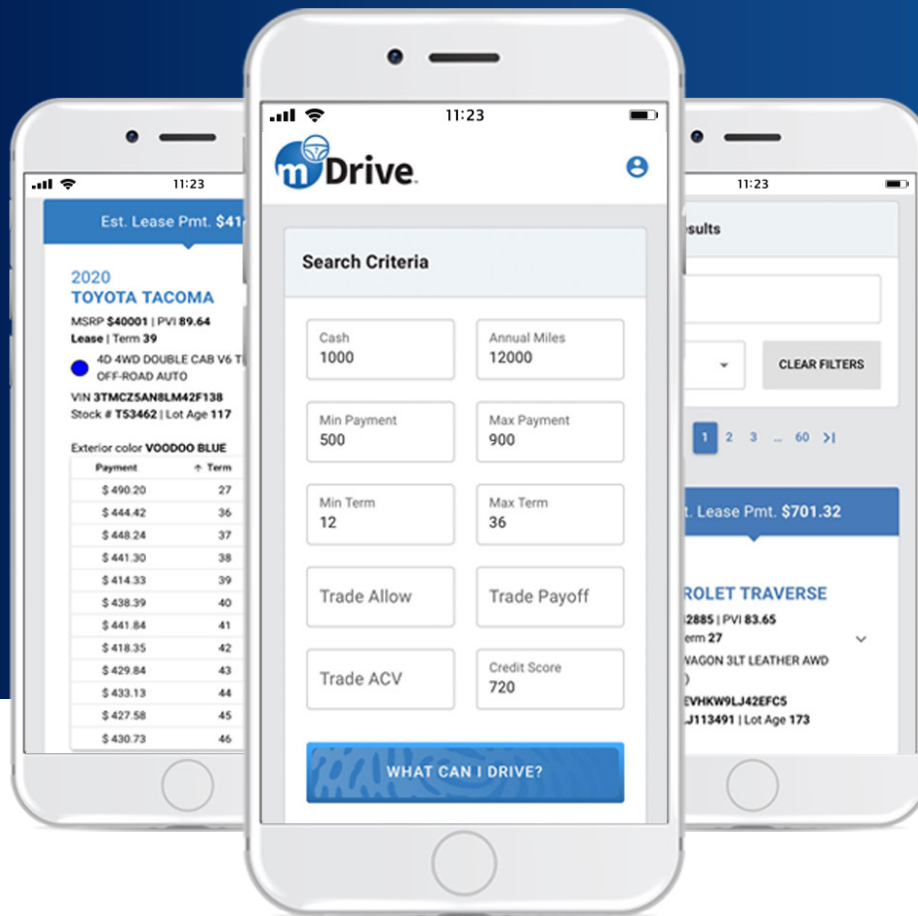 11:23
Est. Lease Pmt. $41
2020
TOYOTA TACOMA
MSRP $40001 | PVI 89.64
Lease | Term 39
4D 4WD DOUBLE CAB V6
OFF-ROAD AUTO
VIN 3TMCZ5AN8LM42F138
Stock # T53462 | Lot Age 117
Exterior color VOODOO BLUE
Payment ↑ Term
$ 490.20 27
$ 444.42 36
$ 448.24 37
$ 441.30 38
$ 414.33 39
$ 438.39 40
$ 441.84 41
$ 418.35 42
$ 429.84 43
$ 433.13 44
$ 427.58 45
$ 430.73 46
11:23
mDrive
Search Criteria
Cash Annual Miles
1000 12000
Min Payment Max Payment
500 900
Min Term Max Term
12 36
Trade Allow Trade Payoff
Trade ACV Credit Score
720
WHAT CAN I DRIVE?
11:23
sults
CLEAR FILTERS
1 2 3 ... 60 >|
. Lease Pmt. $701.32
ROLET TRAVERSE
2885 | PVI 83.65
erm 27
WAGON 3LT LEATHER AWD
)
EVHKW9LJ42EFC5
J113491 | Lot Age 173